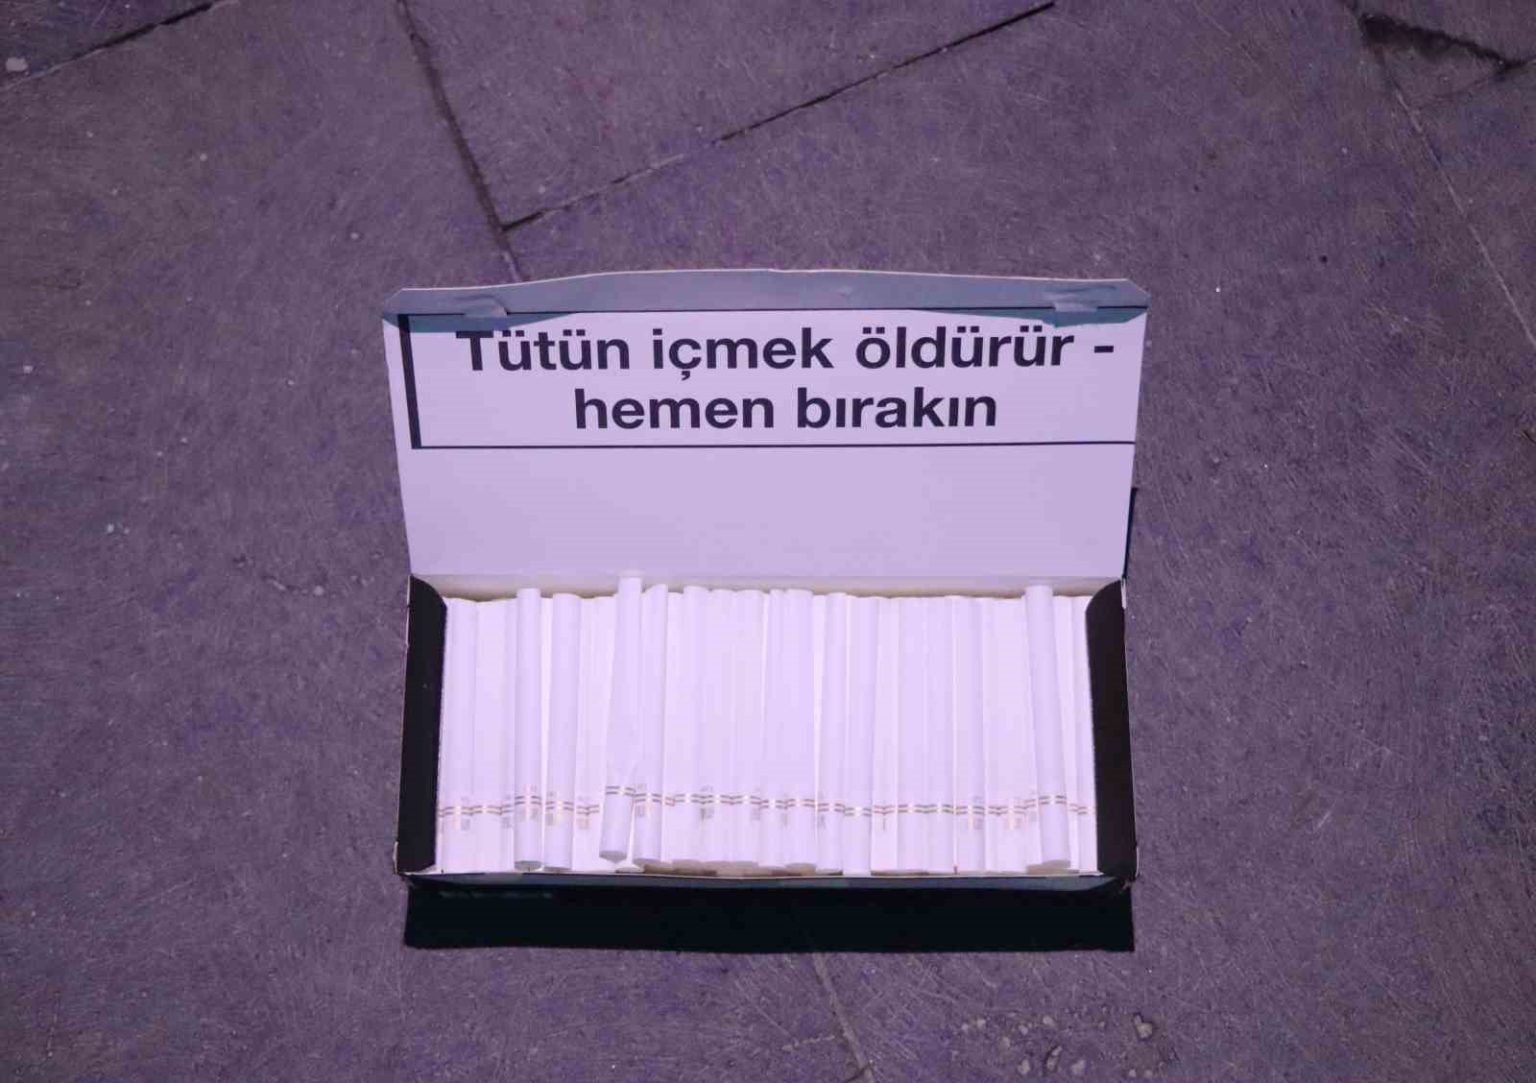 Tütün içmek öldürür -
hemen bırakın